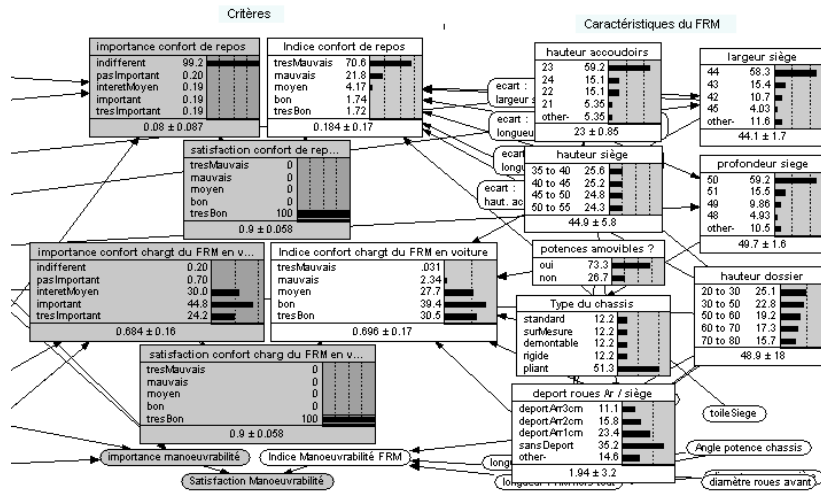 Critères
Caractéristiques du FRM
importance confort de repos
indifferent 99.2
pasImportant 0.20
interetMoyen 0.19
important 0.19
tresImportant 0.19
0.08 ± 0.087
Indice confort de repos
tresMauvais 70.6
mauvais 21.8
moyen 4.17
bon 1.74
tresBon 1.72
0.184 ± 0.17
satisfaction confort de rep...
tresMauvais 0
mauvais 0
moyen 0
bon 0
tresBon 100
0.9 ± 0.058
importance confort chargt du FRM en v...
indifferent 0.20
pasImportant 0.70
interetMoyen 30.0
important 44.8
tresImportant 24.2
0.684 ± 0.16
Indice confort chargt du FRM en voiture
tresMauvais .031
mauvais 2.34
moyen 27.7
bon 39.4
tresBon 30.5
0.696 ± 0.17
satisfaction confort charg du FRM en v...
tresMauvais 0
mauvais 0
moyen 0
bon 0
tresBon 100
0.9 ± 0.058
importance manoeuvrabilité
Indice Manoeuvrabilité FRM
Satisfaction Manoeuvrabilité
ecart :
largeur s
ecart :
longueu
ecart
ecart :
haut. ac
hauteur accoudoirs
23 59.2
24 15.1
22 15.1
21 5.35
other- 5.35
23 ± 0.85
largeur siège
44 58.3
43 15.4
42 10.7
45 4.03
other- 11.6
44.1 ± 1.7
hauteur siège
35 to 40 25.6
40 to 45 25.2
45 to 50 24.8
50 to 55 24.3
44.9 ± 5.8
profondeur siege
50 59.2
51 15.5
49 9.86
48 4.93
other- 10.5
49.7 ± 1.6
potences amovibles ?
oui 73.3
non 26.7
hauteur dossier
20 to 30 25.1
30 to 50 22.8
50 to 60 19.2
60 to 70 17.3
70 to 80 15.7
48.9 ± 18
Type du chassis
standard 12.2
surMesure 12.2
demontable 12.2
rigide 12.2
pliant 51.3
deport roues Ar / siège
deportArr3cm 11.1
deportArr2cm 15.8
deportArr1cm 23.4
sansDeport 35.2
other- 14.6
1.94 ± 3.2
toileSiege
Angle potence chassis
diamètre roues avant